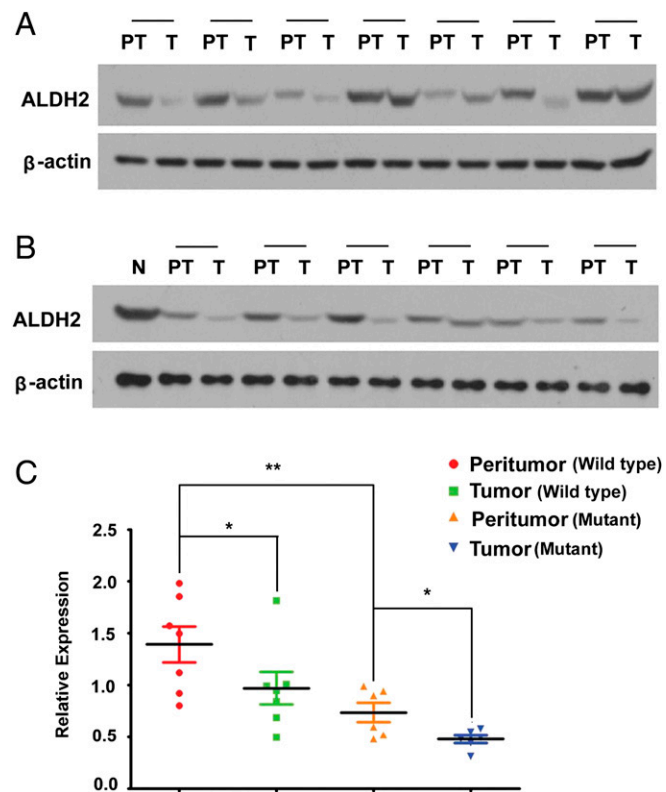 A
PT T PT T PT T PT T PT T PT T PT T
ALDH2
β-actin
B
N PT T PT T PT T PT T PT T PT T
ALDH2
β-actin
C
** Peritumor (Wild type)
Tumor (Wild type)
Peritumor (Mutant)
Tumor (Mutant)
*
*
Relative Expression
2.5
2.0
1.5
1.0
0.5
0.0